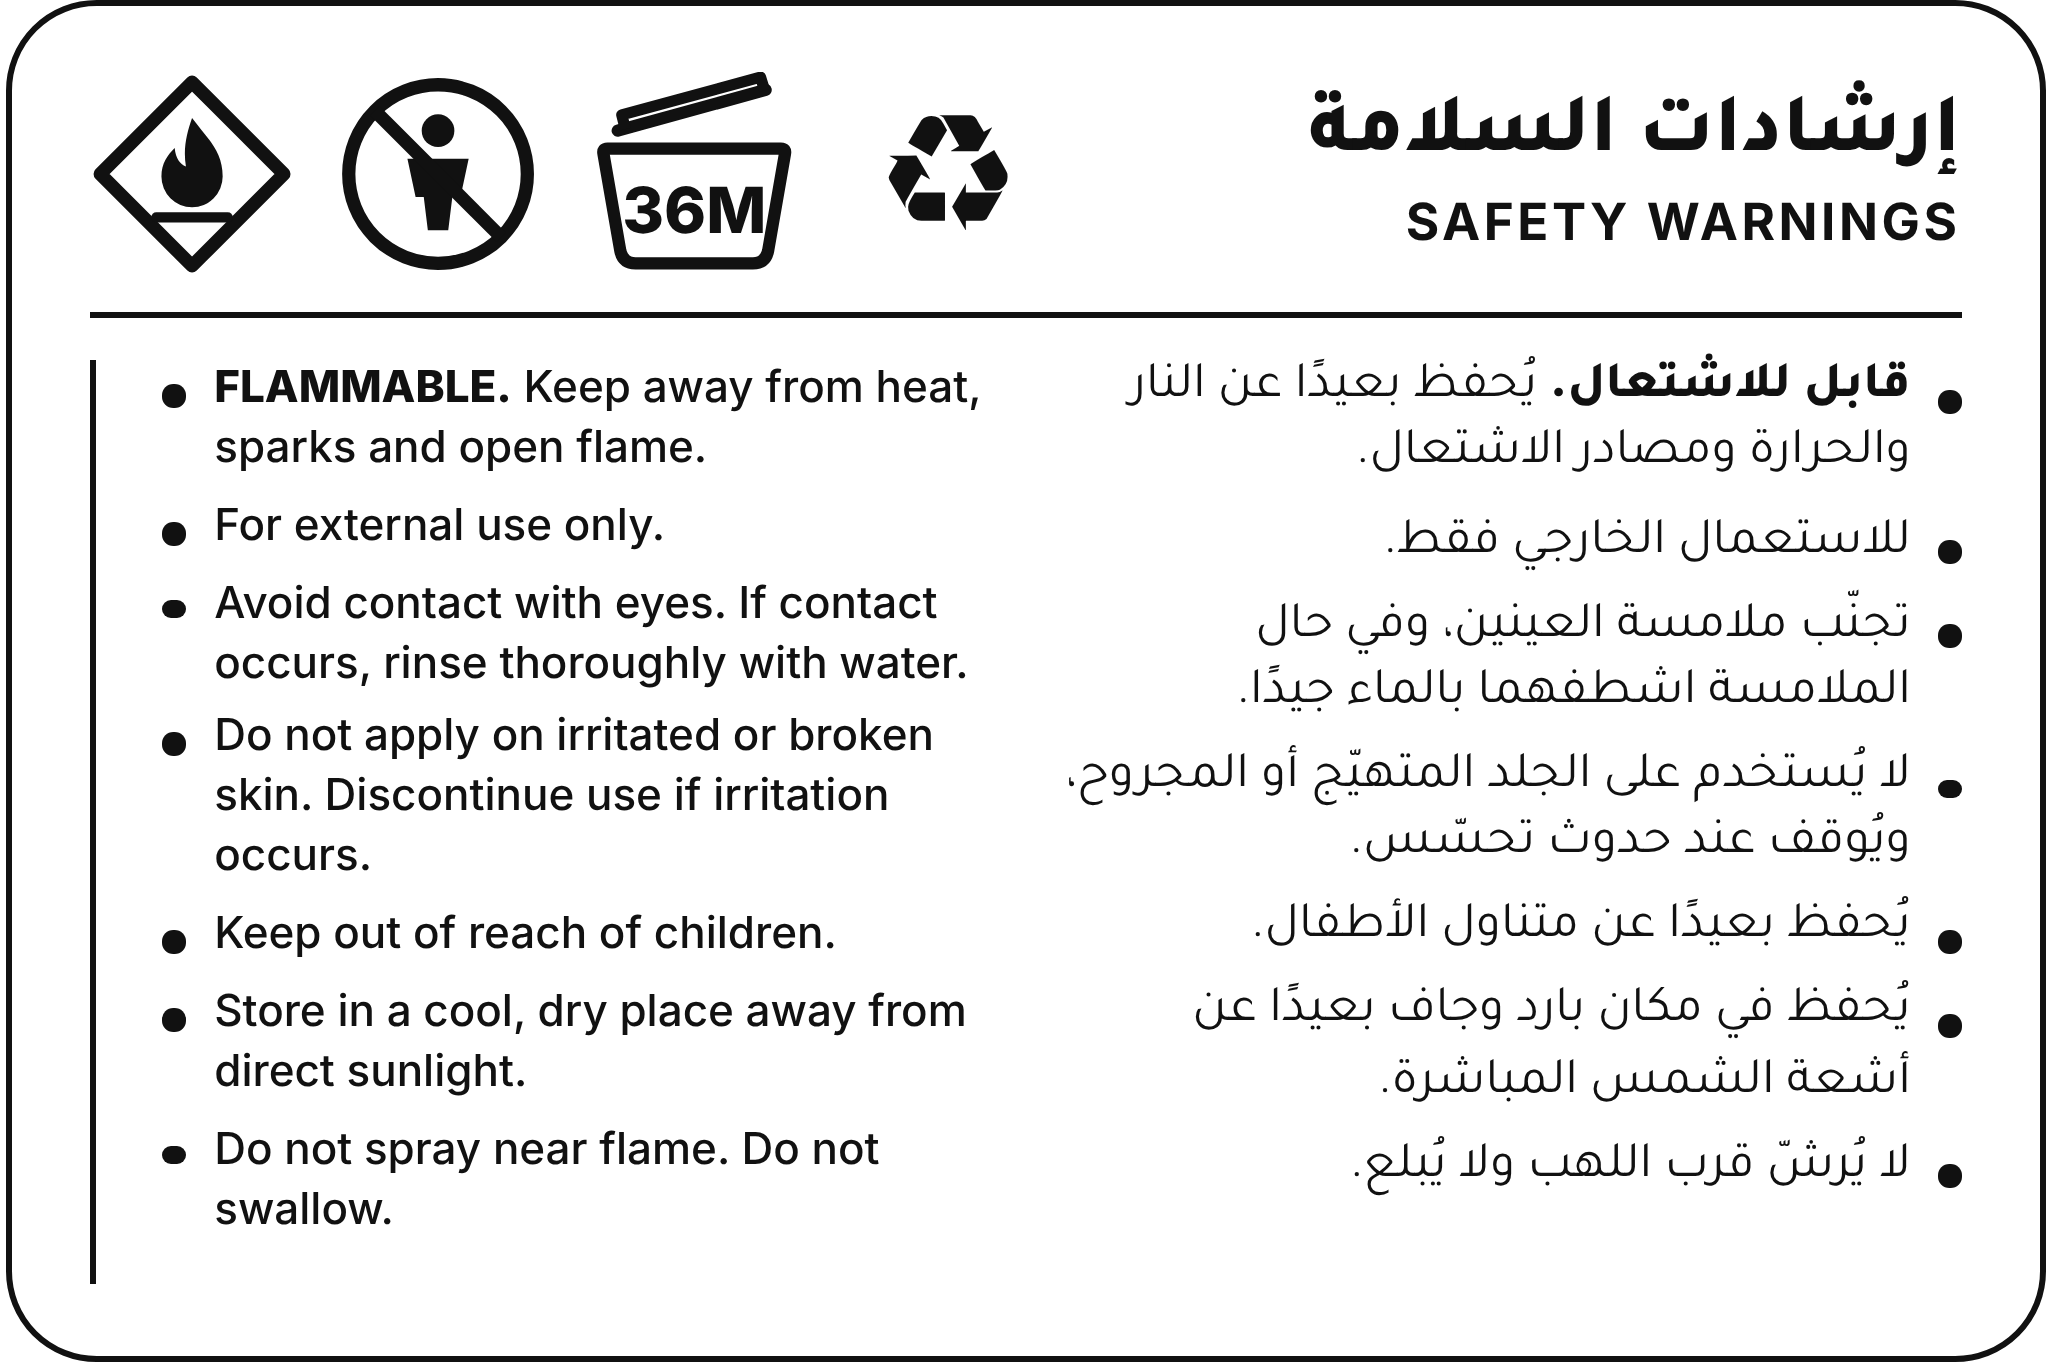 إرشادات السلامة
SAFETY WARNINGS
36M
قابل للاشتعال. يُحفظ بعيدًا عن النار
والحرارة ومصادر الاشتعال.
للاستعمال الخارجي فقط.
تجنّب ملامسة العينين، وفي حال
الملامسة اشطفهما بالماء جيدًا.
لا يُستخدم على الجلد المتهيّج أو المجروح،
ويُوقف عند حدوث تحسّس.
يُحفظ بعيدًا عن متناول الأطفال.
يُحفظ في مكان بارد وجاف بعيدًا عن
أشعة الشمس المباشرة.
لا يُرشّ قرب اللهب ولا يُبلع.
FLAMMABLE. Keep away from heat,
sparks and open flame.
For external use only.
Avoid contact with eyes. If contact
occurs, rinse thoroughly with water.
Do not apply on irritated or broken
skin. Discontinue use if irritation
occurs.
Keep out of reach of children.
Store in a cool, dry place away from
direct sunlight.
Do not spray near flame. Do not
swallow.